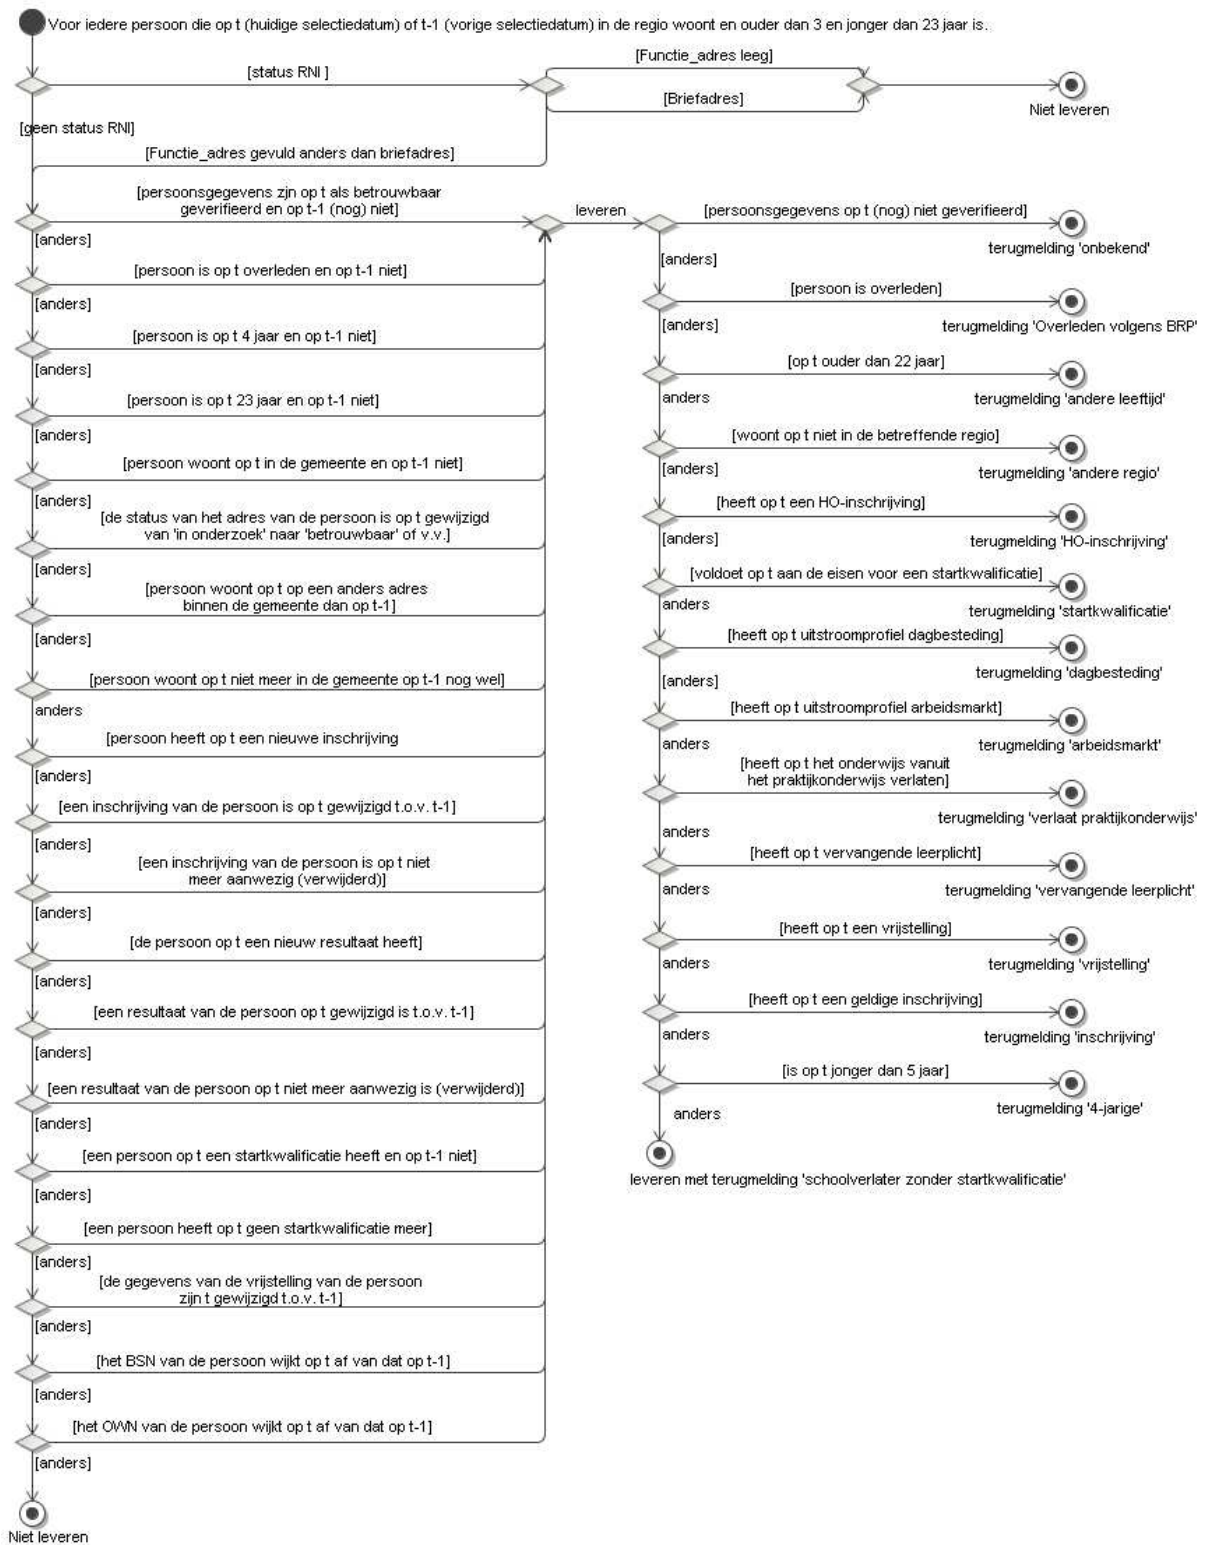 Voor iedere persoon die op t (huidige selectiedatum) of t-1 (vorige selectiedatum) in de regio woont en ouder dan 3 en jonger dan 23 jaar is.
[status RNI ]
[Functie_adres leeg]
[Briefadres]
Niet leveren
[geen status RNI]
[Functie_adres gevuld anders dan briefadres]
[persoonsgegevens zjn op t als betrouwbaar
geverifieerd en op t-1 (nog) niet]
[anders]
[persoon is op t overleden en op t-1 niet]
[anders]
[persoon is op t 4 jaar en op t-1 niet]
[anders]
[persoon is op t 23 jaar en op t-1 niet]
[anders]
[persoon woont op t in de gemeente en op t-1 niet]
[anders]
[de status van het adres van de persoon is op t gewijzigd
van 'in onderzoek' naar 'betrouwbaar' of v.v.]
[anders]
[persoon woont op t op een anders adres
binnen de gemeente dan op t-1]
[anders]
[persoon woont op t niet meer in de gemeente op t-1 nog wel]
anders
[persoon heeft op t een nieuwe inschrijving
[anders]
[een inschrijving van de persoon is op t gewijzigd t.o.v. t-1]
[anders]
[een inschrijving van de persoon is op t niet
meer aanwezig (verwijderd)]
[anders]
[de persoon op t een nieuw resultaat heeft]
[anders]
[een resultaat van de persoon op t gewijzigd is t.o.v. t-1]
[anders]
[een resultaat van de persoon op t niet meer aanwezig is (verwijderd)]
[anders]
[een persoon op t een startkwalificatie heeft en op t-1 niet]
[anders]
[een persoon heeft op t geen startkwalificatie meer]
[anders]
[de gegevens van de vrijstelling van de persoon
zijn t gewijzigd t.o.v. t-1]
[anders]
[het BSN van de persoon wijkt op t af van dat op t-1]
[anders]
[het OWN van de persoon wijkt op t af van dat op t-1]
[anders]
Niet leveren
leveren
[persoonsgegevens op t (nog) niet geverifieerd]
terugmelding 'onbekend'
[anders]
[persoon is overleden]
terugmelding 'Overleden volgens BRP'
[anders]
[op t ouder dan 22 jaar]
terugmelding 'andere leeftijd'
anders
[woont op t niet in de betreffende regio]
terugmelding 'andere regio'
[anders]
[heeft op t een HO-inschrijving]
terugmelding 'HO-inschrijving'
[anders]
[voldoet op t aan de eisen voor een startkwalificatie]
terugmelding 'startkwalificatie'
anders
[heeft op t uitstroomprofiel dagbesteding]
terugmelding 'dagbesteding]
[anders]
[heeft op t uitstroomprofiel arbeidsmarkt]
terugmelding 'arbeidsmarkt'
anders
[heeft op t het onderwijs vanuit
het praktijkonderwijs verlaten]
terugmelding 'verlaat praktijkonderwijs'
anders
[heeft op t vervangende leerplicht]
terugmelding 'vervangende leerplicht'
anders
[heeft op t een vrijstelling]
terugmelding 'vrijstelling'
anders
[heeft op t een geldige inschrijving]
terugmelding 'inschrijving'
anders
[is op t jonger dan 5 jaar]
terugmelding '4-jarige'
anders
leveren met terugmelding 'schoolverlater zonder startkwalificatie'